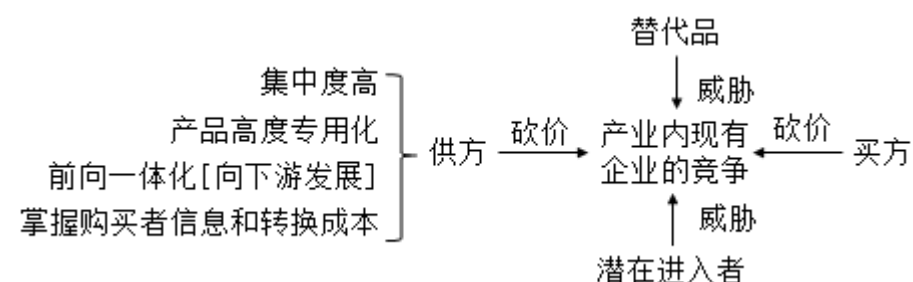 替代品
威胁
集中度高
产品高度专用化
前向一体化[向下游发展]
掌握购买者信息和转换成本
供方
砍价
产业内现有
企业的竞争
砍价
买方
威胁
潜在进入者